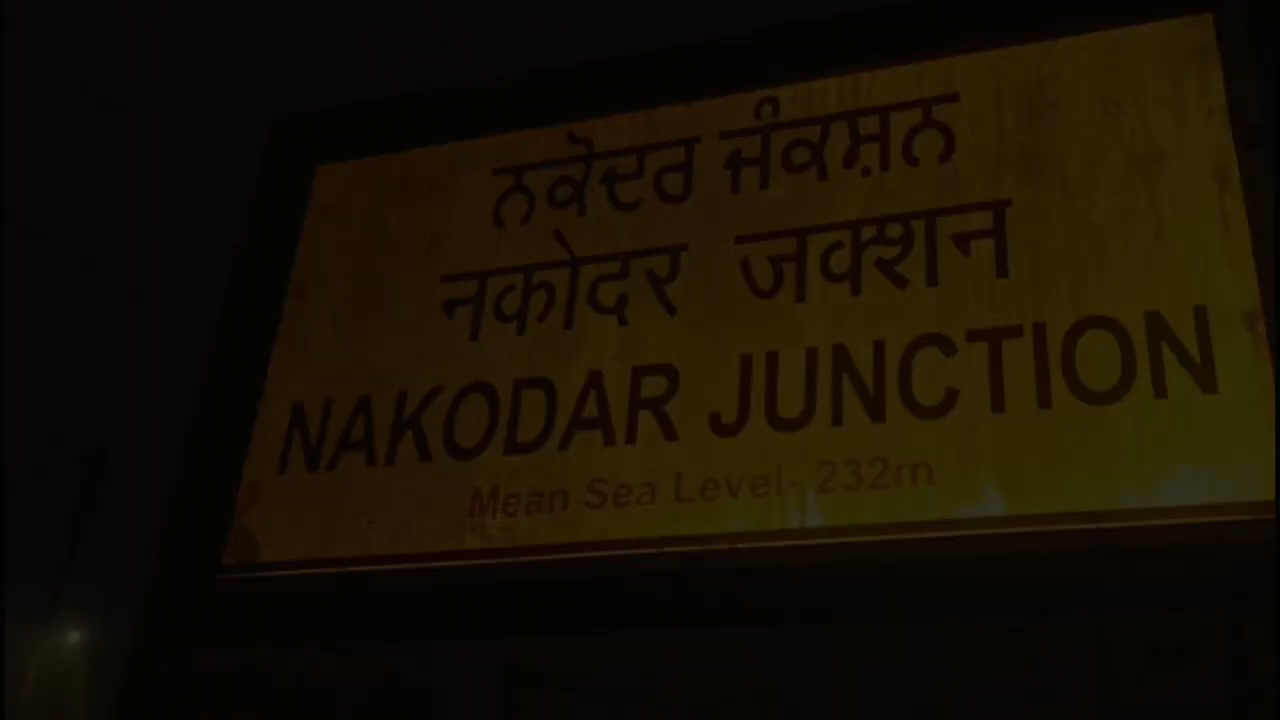 ਨਕੋਦਰ ਜੰਕਸ਼ਨ
नकोदर जक्शन
NAKODAR JUNCTION
Mean Sea Level- 232m